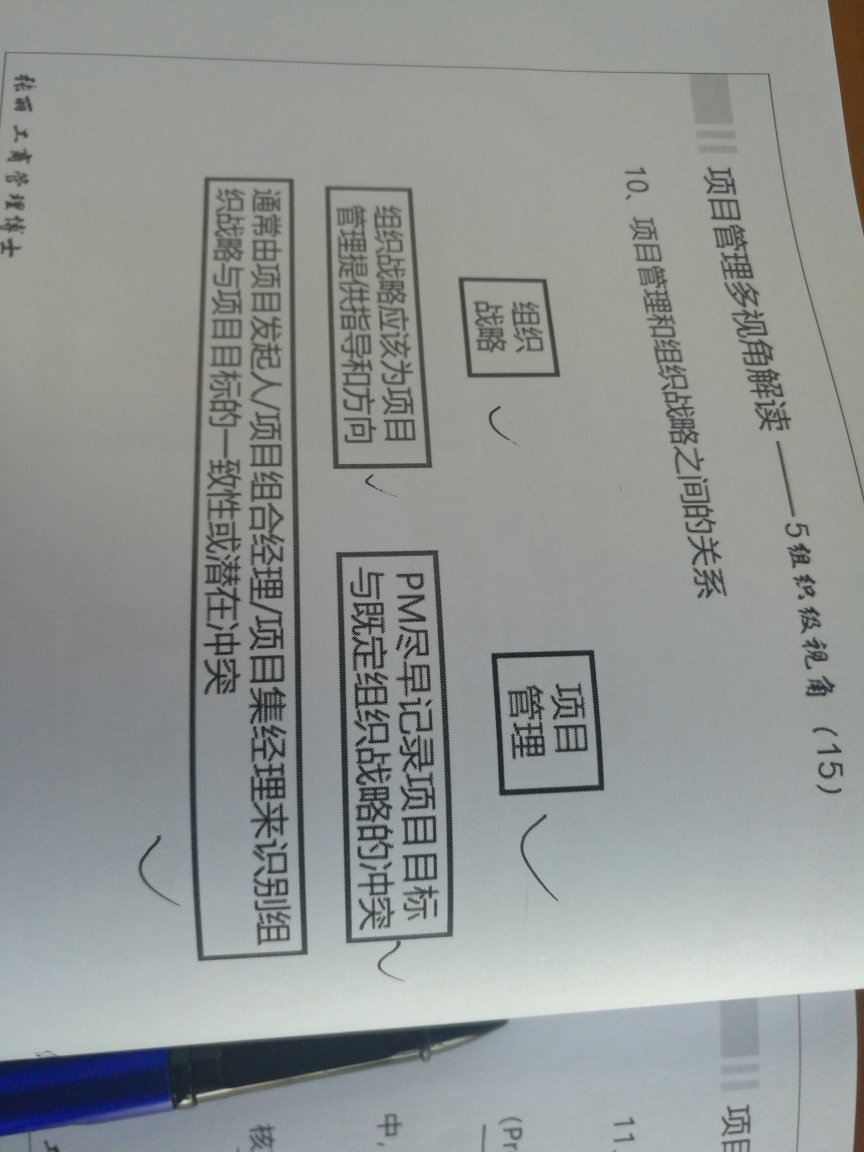 项目管理多视角解读 ——5组织级视角（15）
10、项目管理和组织战略之间的关系
组织
战略
项目
管理
组织战略应该为项目
管理提供指导和方向
PM尽早记录项目目标
与既定组织战略的冲突
通常由项目发起人/项目组合经理/项目集经理来识别组
织战略与项目目标的一致性或潜在冲突
张丽 工商管理博士
项目
11.
(Pr
中，
核